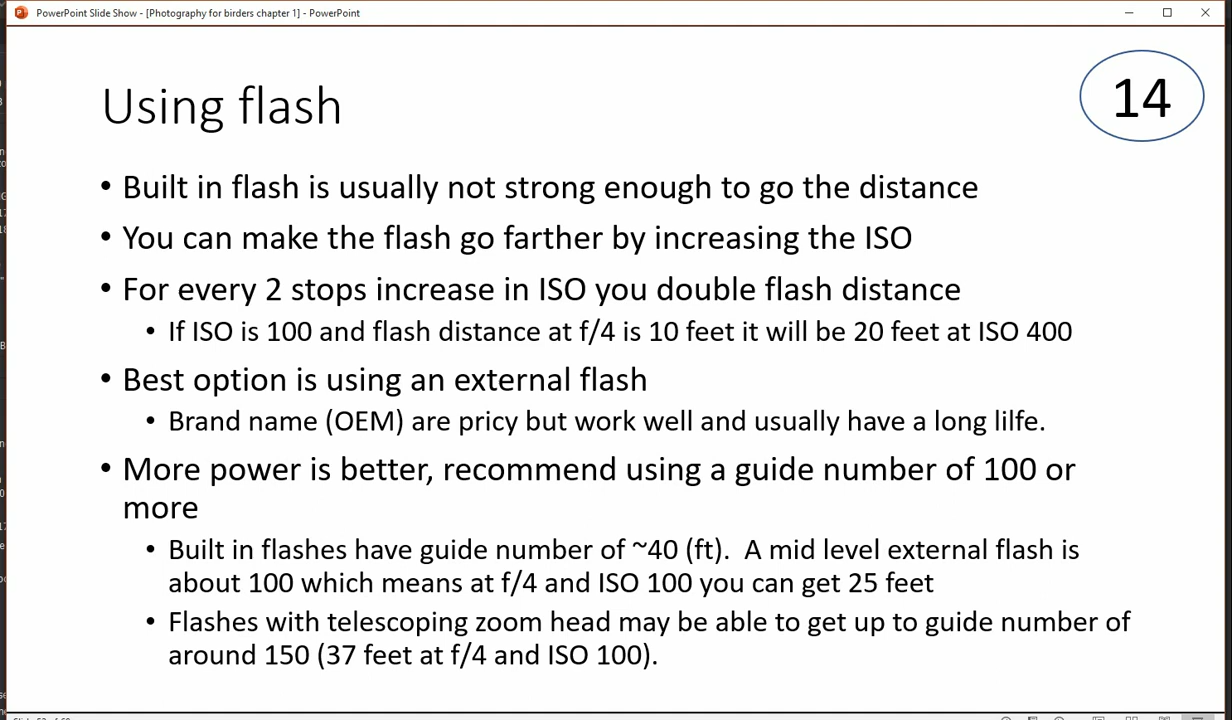 PowerPoint Slide Show - [Photography for birders chapter 1] - PowerPoint
14
Using flash
• Built in flash is usually not strong enough to go the distance
• You can make the flash go farther by increasing the ISO
• For every 2 stops increase in ISO you double flash distance
• If ISO is 100 and flash distance at f/4 is 10 feet it will be 20 feet at ISO 400
• Best option is using an external flash
• Brand name (OEM) are pricy but work well and usually have a long lilfe.
• More power is better, recommend using a guide number of 100 or
more
• Built in flashes have guide number of ~40 (ft).  A mid level external flash is
about 100 which means at f/4 and ISO 100 you can get 25 feet
• Flashes with telescoping zoom head may be able to get up to guide number of
around 150 (37 feet at f/4 and ISO 100).